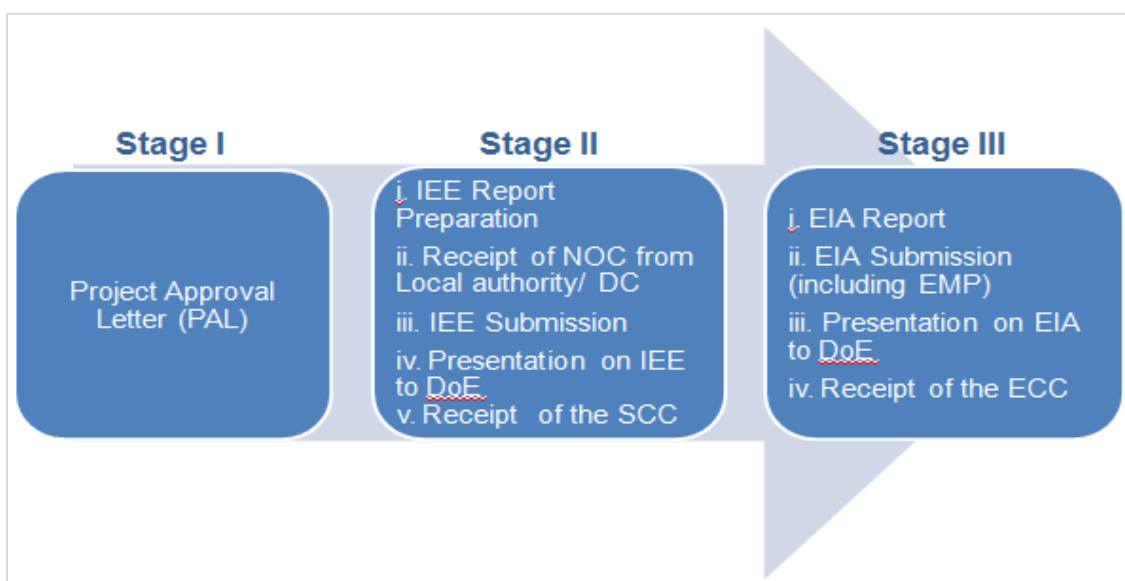 Stage I
Project Approval
Letter (PAL)
Stage II
i. IEE Report
Preparation
ii. Receipt of NOC from
Local authority/ DC
iii. IEE Submission
iv. Presentation on IEE
to DoE
v. Receipt of the SCC
Stage III
i. EIA Report
ii. EIA Submission
(including EMP)
iii. Presentation on EIA
to DoE
iv. Receipt of the ECC